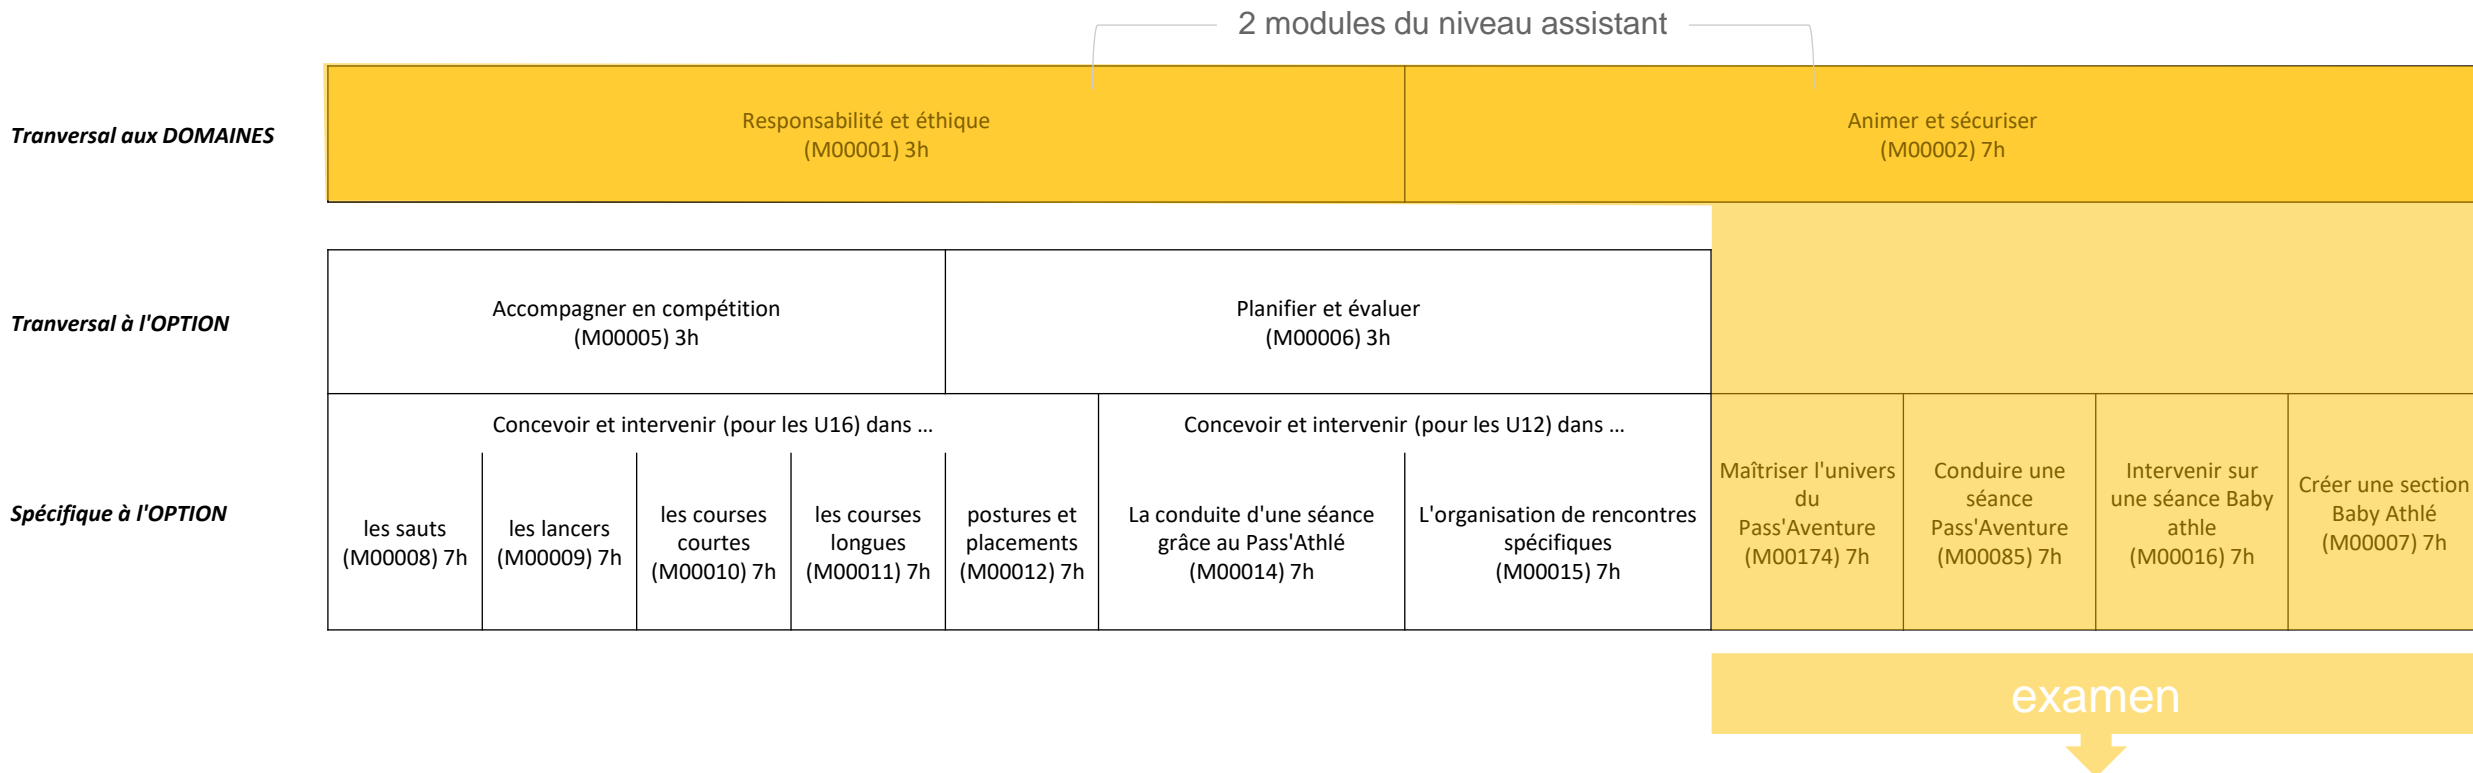 2 modules du niveau assistant
Tranversal aux DOMAINES
Responsabilité et éthique
(M00001) 3h
Animer et sécuriser
(M00002) 7h
Tranversal à l'OPTION
Accompagner en compétition
(M00005) 3h
Planifier et évaluer
(M00006) 3h
Spécifique à l'OPTION
Concevoir et intervenir (pour les U16) dans ...
les sauts
(M00008) 7h
les lancers
(M00009) 7h
les courses
courtes
(M00010) 7h
les courses
longues
(M00011) 7h
postures et
placements
(M00012) 7h
Concevoir et intervenir (pour les U12) dans ...
La conduite d'une séance
grâce au Pass'Athlé
(M00014) 7h
L'organisation de rencontres
spécifiques
(M00015) 7h
Maîtriser l'univers
du
Pass'Aventure
(M00174) 7h
Conduire une
séance
Pass'Aventure
(M00085) 7h
Intervenir sur
une séance Baby
athle
(M00016) 7h
Créer une section
Baby Athlé
(M00007) 7h
examen